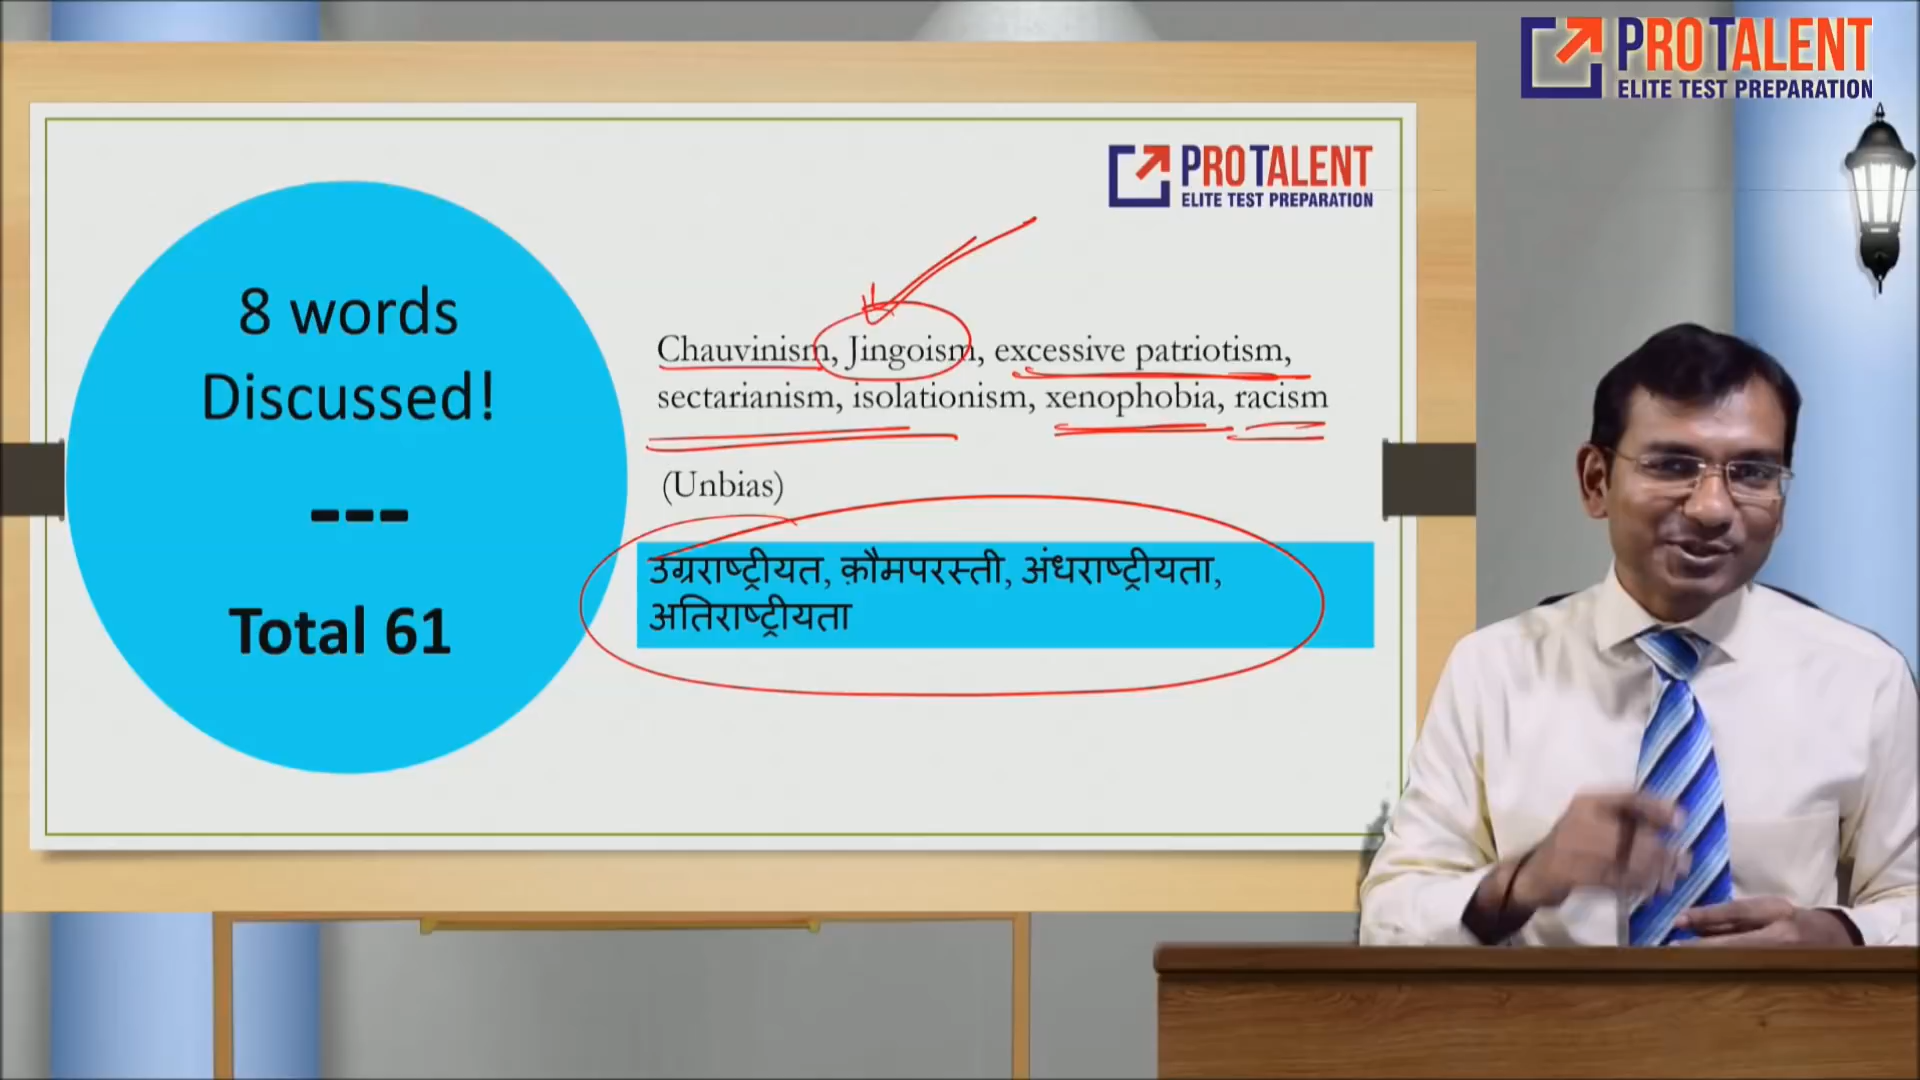 PROTALENT
ELITE TEST PREPARATION
PROTALENT
ELITE TEST PREPARATION
8 words
Discussed!
---
Total 61
Chauvinism, Jingoism, excessive patriotism,
sectarianism, isolationism, xenophobia, racism
(Unbias)
उग्रराष्ट्रीयत, क़ौमपरस्ती, अंधराष्ट्रीयता,
अतिराष्ट्रीयता